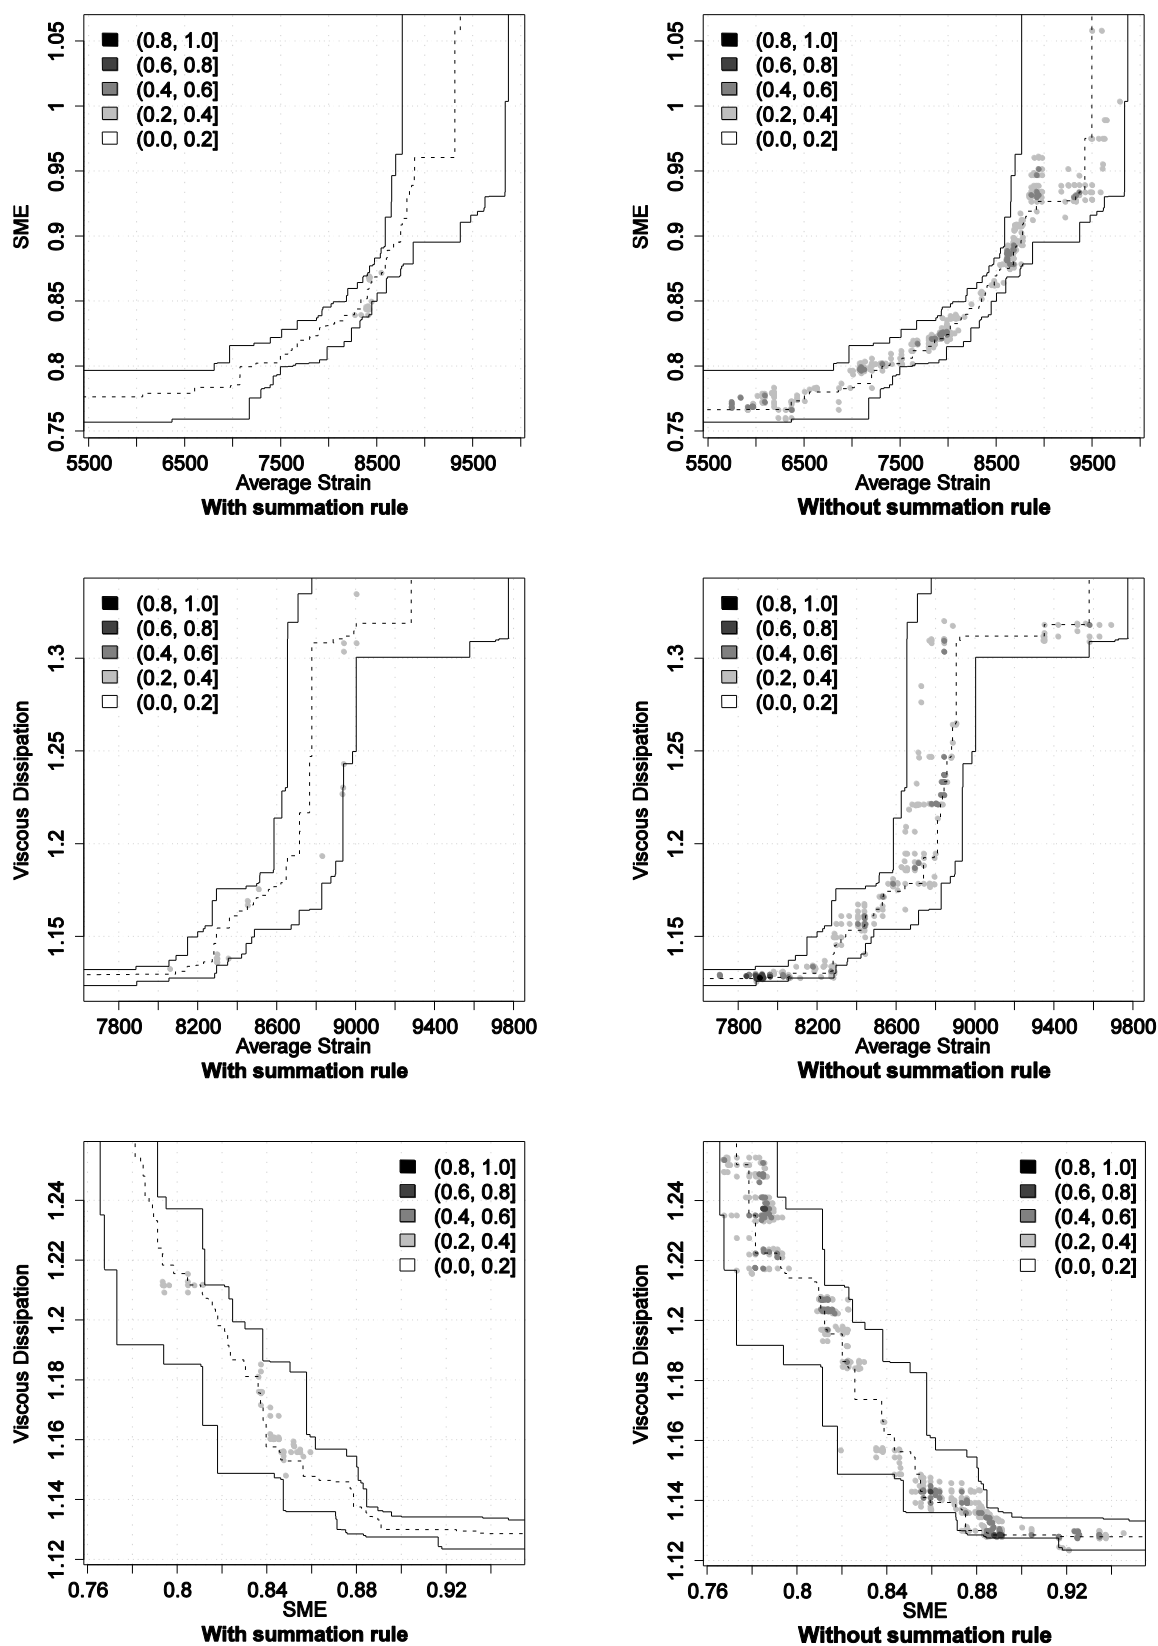 (0.8, 1.0]
(0.6, 0.8]
(0.4, 0.6]
(0.2, 0.4]
(0.0, 0.2]
SME
0.75 0.8 0.85 0.9 0.95 1 1.05
5500 6500 7500 8500 9500
Average Strain
With summation rule
(0.8, 1.0]
(0.6, 0.8]
(0.4, 0.6]
(0.2, 0.4]
(0.0, 0.2]
SME
0.75 0.8 0.85 0.9 0.95 1 1.05
5500 6500 7500 8500 9500
Average Strain
Without summation rule
(0.8, 1.0]
(0.6, 0.8]
(0.4, 0.6]
(0.2, 0.4]
(0.0, 0.2]
Viscous Dissipation
1.15 1.2 1.25 1.3
7800 8200 8600 9000 9400 9800
Average Strain
With summation rule
(0.8, 1.0]
(0.6, 0.8]
(0.4, 0.6]
(0.2, 0.4]
(0.0, 0.2]
Viscous Dissipation
1.15 1.2 1.25 1.3
7800 8200 8600 9000 9400 9800
Average Strain
Without summation rule
(0.8, 1.0]
(0.6, 0.8]
(0.4, 0.6]
(0.2, 0.4]
(0.0, 0.2]
Viscous Dissipation
1.12 1.14 1.16 1.18 1.2 1.22 1.24
0.76 0.8 0.84 0.88 0.92
SME
With summation rule
(0.8, 1.0]
(0.6, 0.8]
(0.4, 0.6]
(0.2, 0.4]
(0.0, 0.2]
Viscous Dissipation
1.12 1.14 1.16 1.18 1.2 1.22 1.24
0.76 0.8 0.84 0.88 0.92
SME
Without summation rule